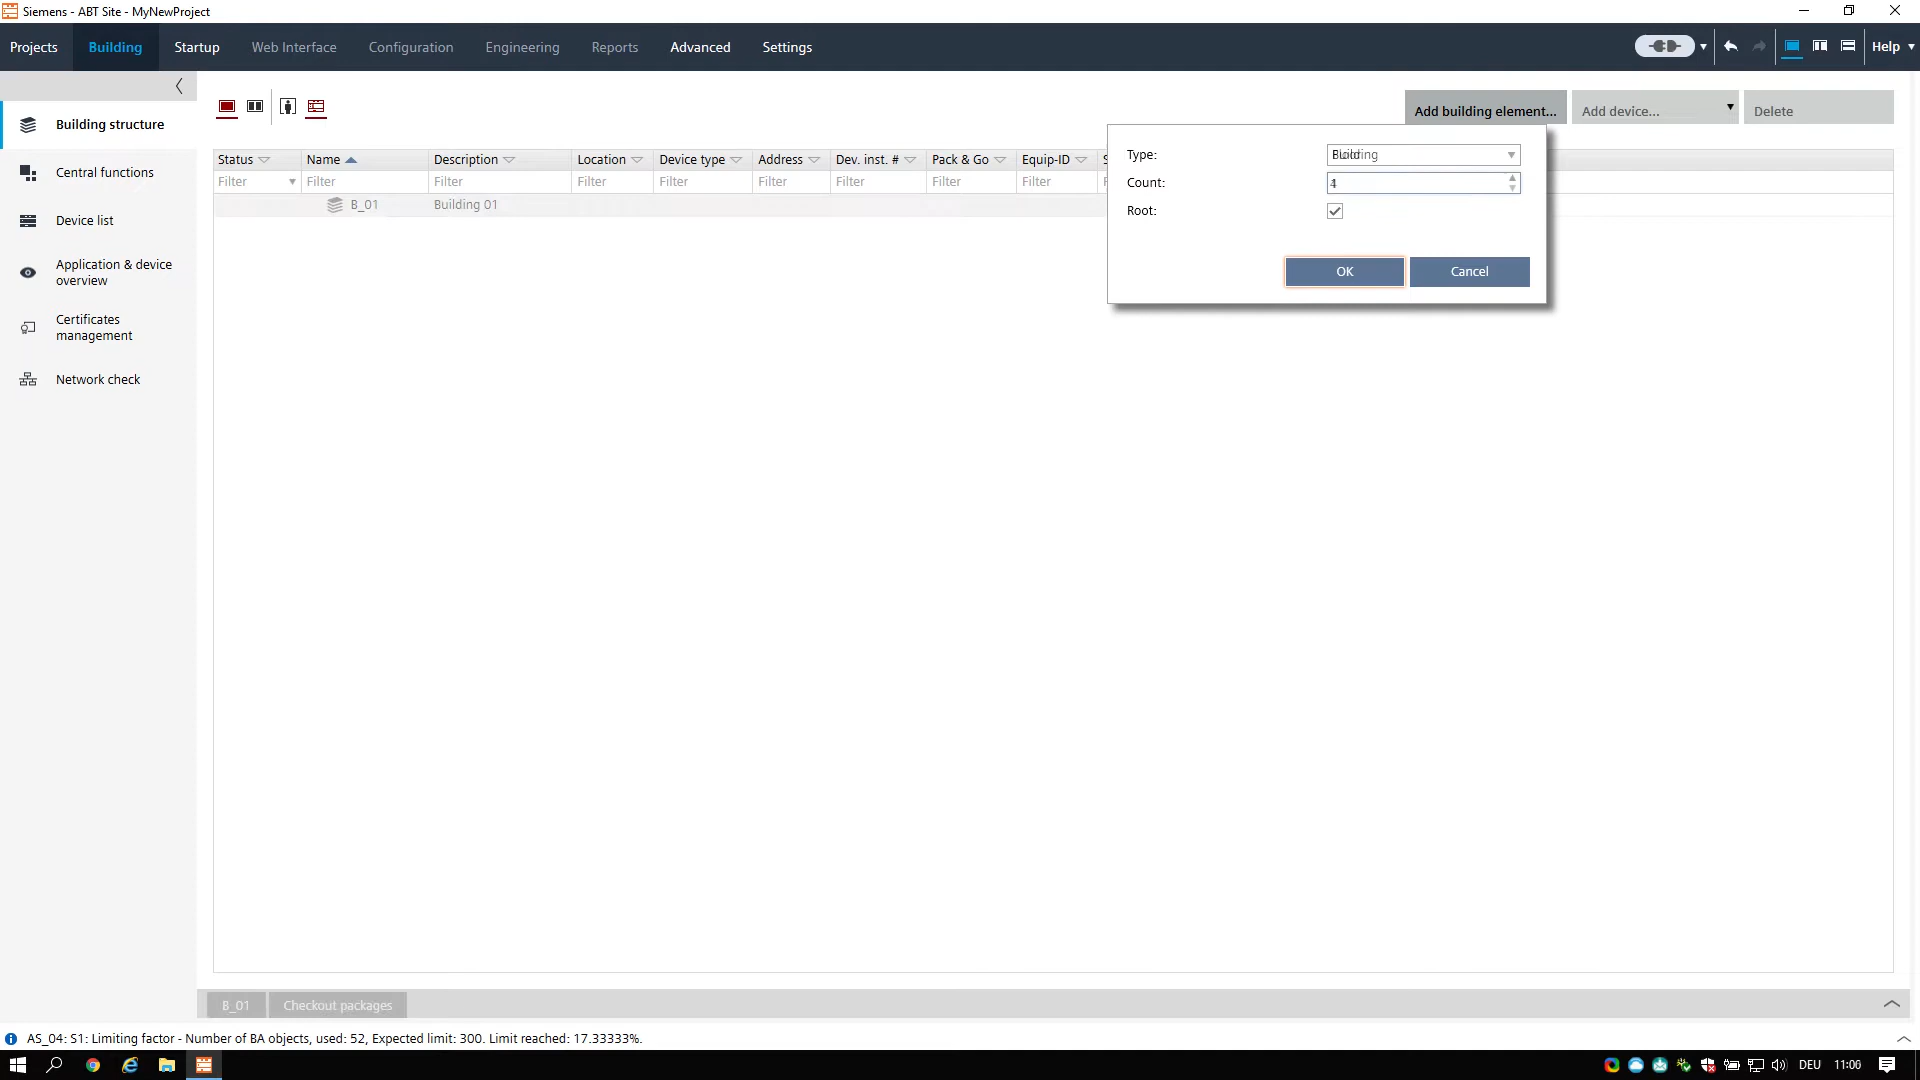 Siemens - ABT Site - MyNewProject
Projects Building Startup Web Interface Configuration Engineering Reports Advanced Settings Help
Building structure
Central functions
Device list
Application & device
overview
Certificates
management
Network check
Add building element... Add device... Delete
Status Name Description Location Device type Address Dev. inst. # Pack & Go Equip-ID S
Filter Filter Filter Filter Filter Filter Filter Filter Filter F
B_01 Building 01
Type:
Count:
Root:
OK Cancel
B_01 Checkout packages
AS_04: S1: Limiting factor - Number of BA objects, used: 52, Expected limit: 300. Limit reached: 17.33333%.
DEU 11:06